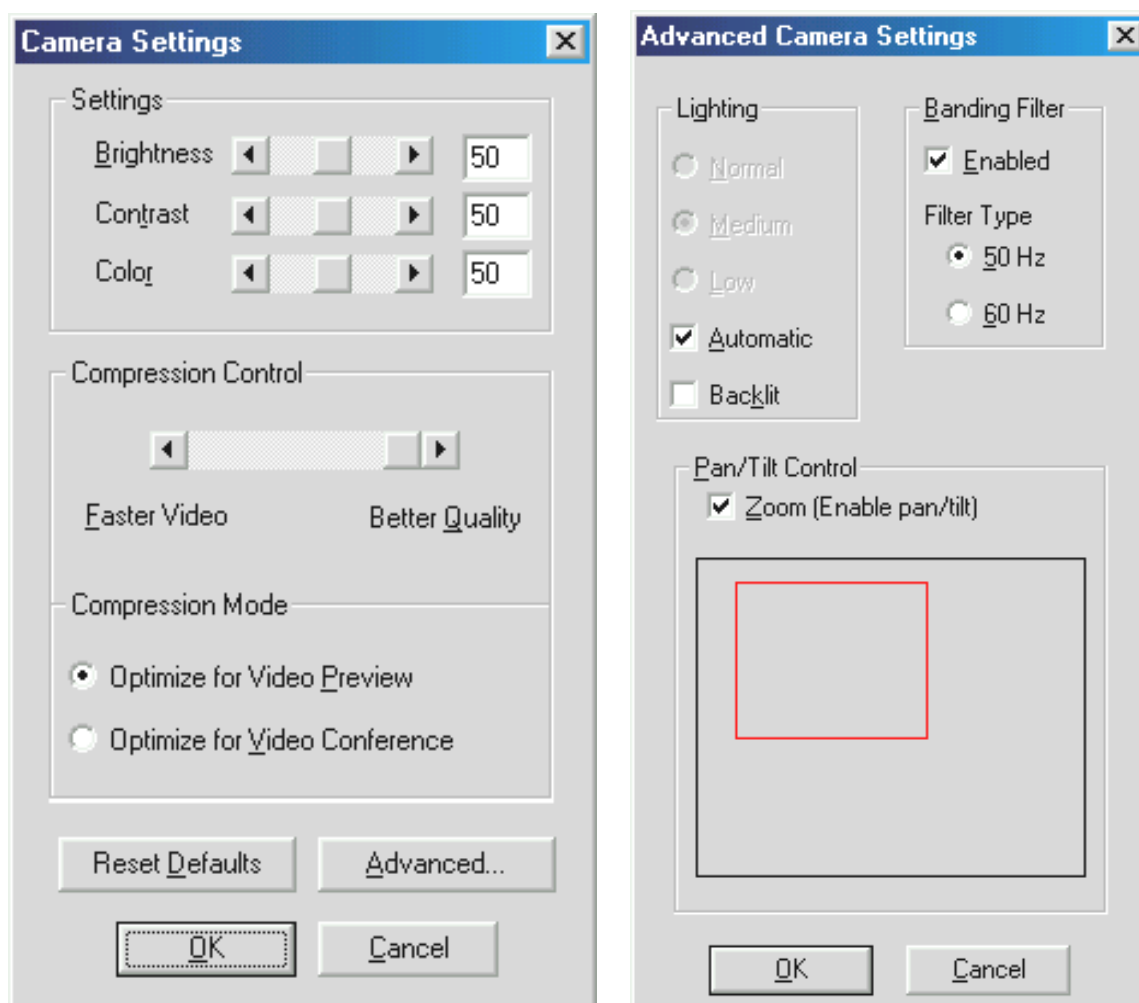 Camera Settings
Settings
Brightness 50
Contrast 50
Color 50
Compression Control
Faster Video Better Quality
Compression Mode
Optimize for Video Preview
Optimize for Video Conference
Reset Defaults Advanced...
OK Cancel
Advanced Camera Settings
Lighting
Normal
Medium
Low
Automatic
Backlit
Banding Filter
Enabled
Filter Type
50 Hz
60 Hz
Pan/Tilt Control
Zoom (Enable pan/tilt)
OK Cancel